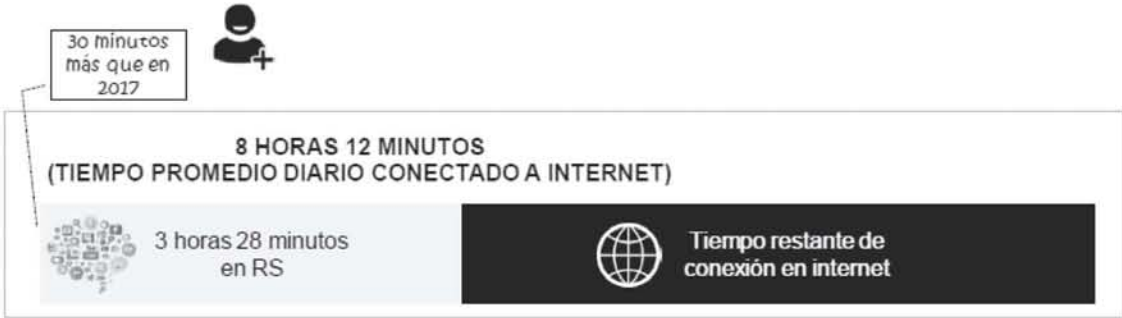 30 minutos
más que en
2017
8 HORAS 12 MINUTOS
(TIEMPO PROMEDIO DIARIO CONECTADO A INTERNET)
3 horas 28 minutos
en RS
Tiempo restante de
conexión en internet